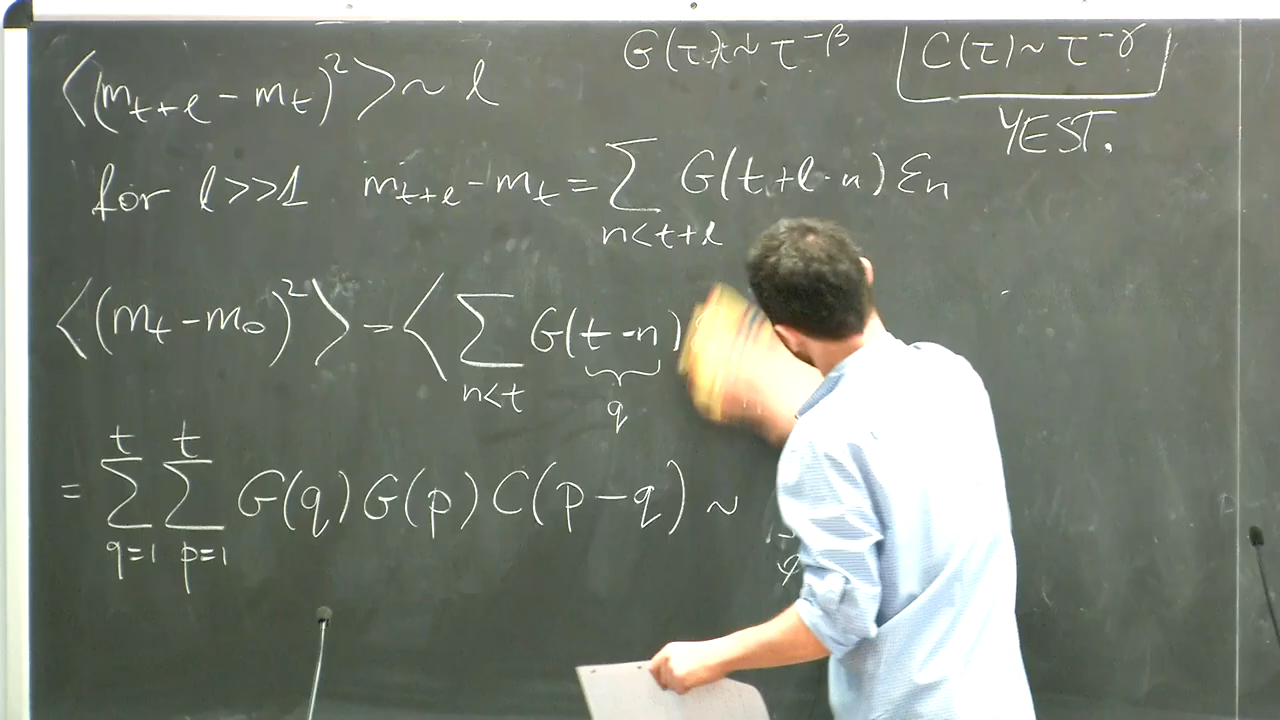 ⟨(m_{t+ℓ} - m_t)²⟩ ~ ℓ
G(τ) ~ τ^{-β}
C(τ) ~ τ^{-γ}
YEST.
for ℓ>>1 m_{t+ℓ} - m_t = Σ_{n<t+ℓ} G(t+ℓ-n) ε_n
⟨(m_t - m_0)²⟩ = ⟨ Σ_{n<t} G(t-n)
q
= Σ_{q=1}^{t} Σ_{p=1}^{t} G(q) G(p) C(p-q) ~